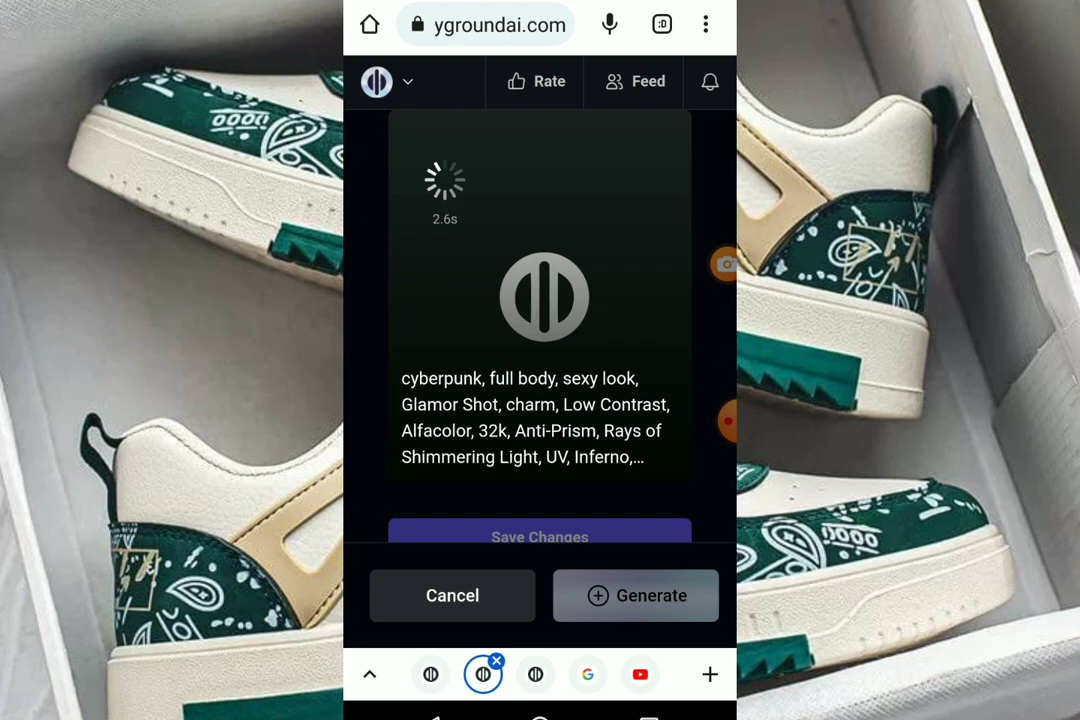 ygroundai.com
:D
Rate
Feed
2.6s
cyberpunk, full body, sexy look,
Glamor Shot, charm, Low Contrast,
Alfacolor, 32k, Anti-Prism, Rays of
Shimmering Light, UV, Inferno,...
Save Changes
Cancel
Generate